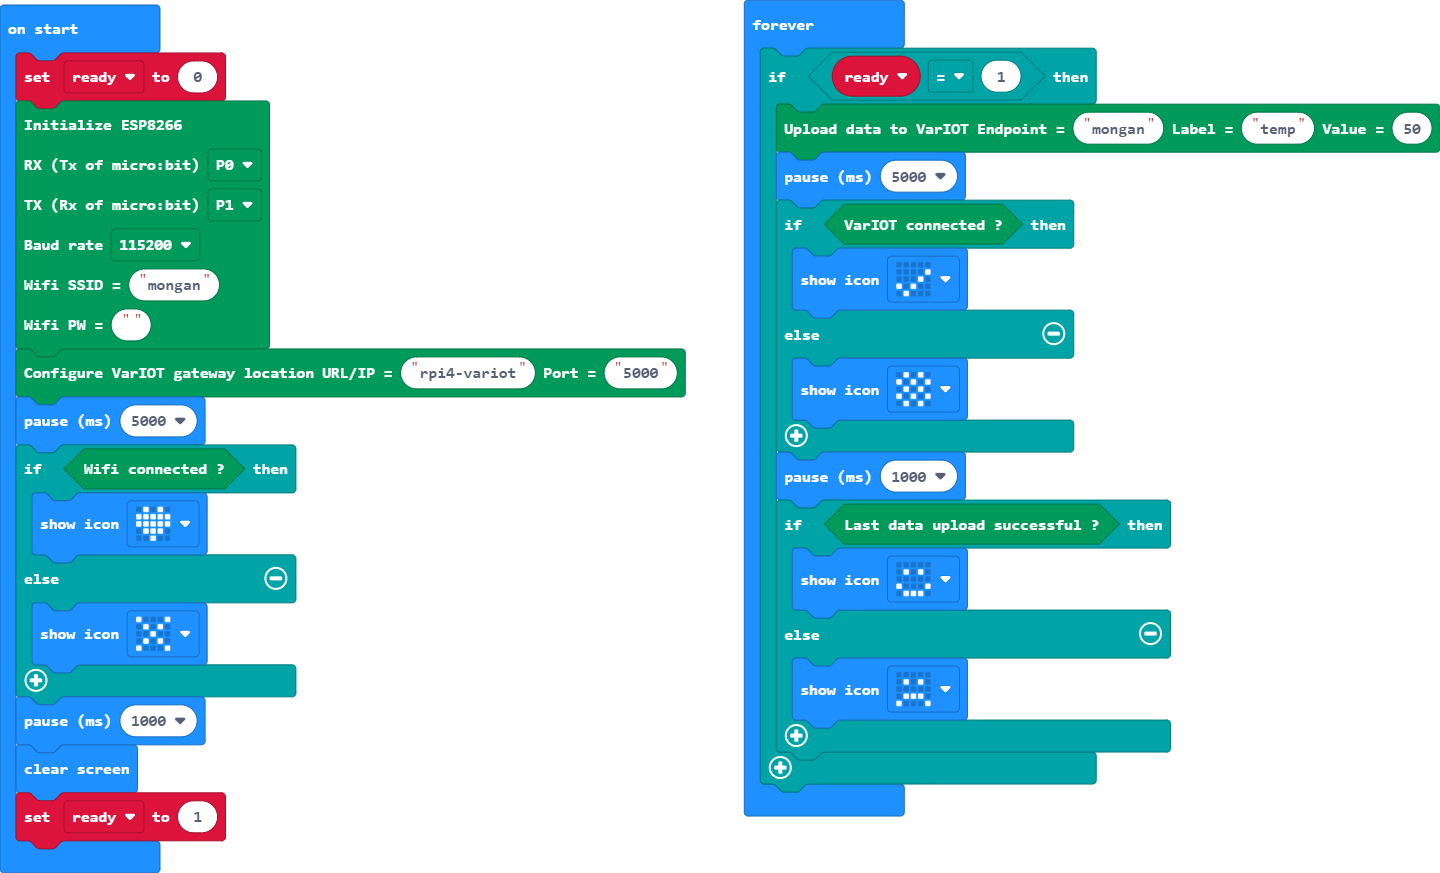 on start
set ready to 0
Initialize ESP8266
RX (Tx of micro:bit) P0
TX (Rx of micro:bit) P1
Baud rate 115200
Wifi SSID = "mongan"
Wifi PW = ""
Configure VarIOT gateway location URL/IP = "rpi4-variot" Port = "5000"
pause (ms) 5000
if Wifi connected ? then
show icon
else
show icon
pause (ms) 1000
clear screen
set ready to 1
forever
if ready = 1 then
Upload data to VarIOT Endpoint = "mongan" Label = "temp" Value = 50
pause (ms) 5000
if VarIOT connected ? then
show icon
else
show icon
pause (ms) 1000
if Last data upload successful ? then
show icon
else
show icon